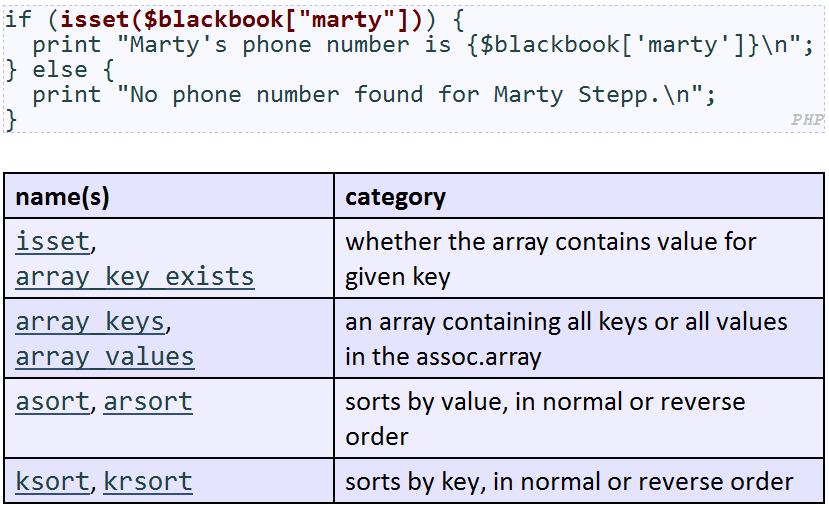 if (isset($blackbook["marty"])) {
  print "Marty's phone number is {$blackbook['marty']}\n";
} else {
  print "No phone number found for Marty Stepp.\n";
}
PHP
name(s) category
isset, whether the array contains value for
array_key_exists given key
array_keys, an array containing all keys or all values
array_values in the assoc.array
asort, arsort sorts by value, in normal or reverse
order
ksort, krsort sorts by key, in normal or reverse order